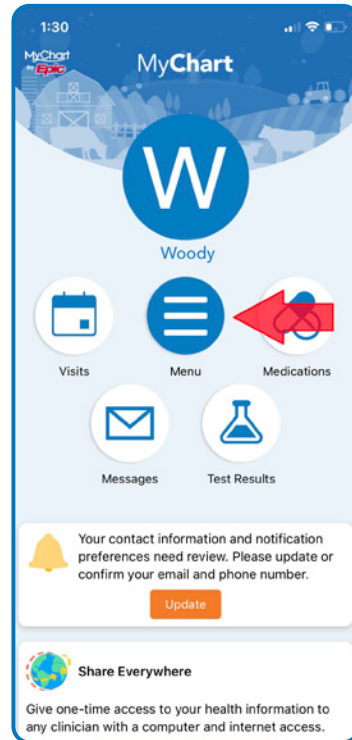 1:30
MyChart
by Epic
MyChart
W
Woody
Visits
Menu
Medications
Messages
Test Results
Your contact information and notification
preferences need review. Please update or
confirm your email and phone number.
Update
Share Everywhere
Give one-time access to your health information to
any clinician with a computer and internet access.